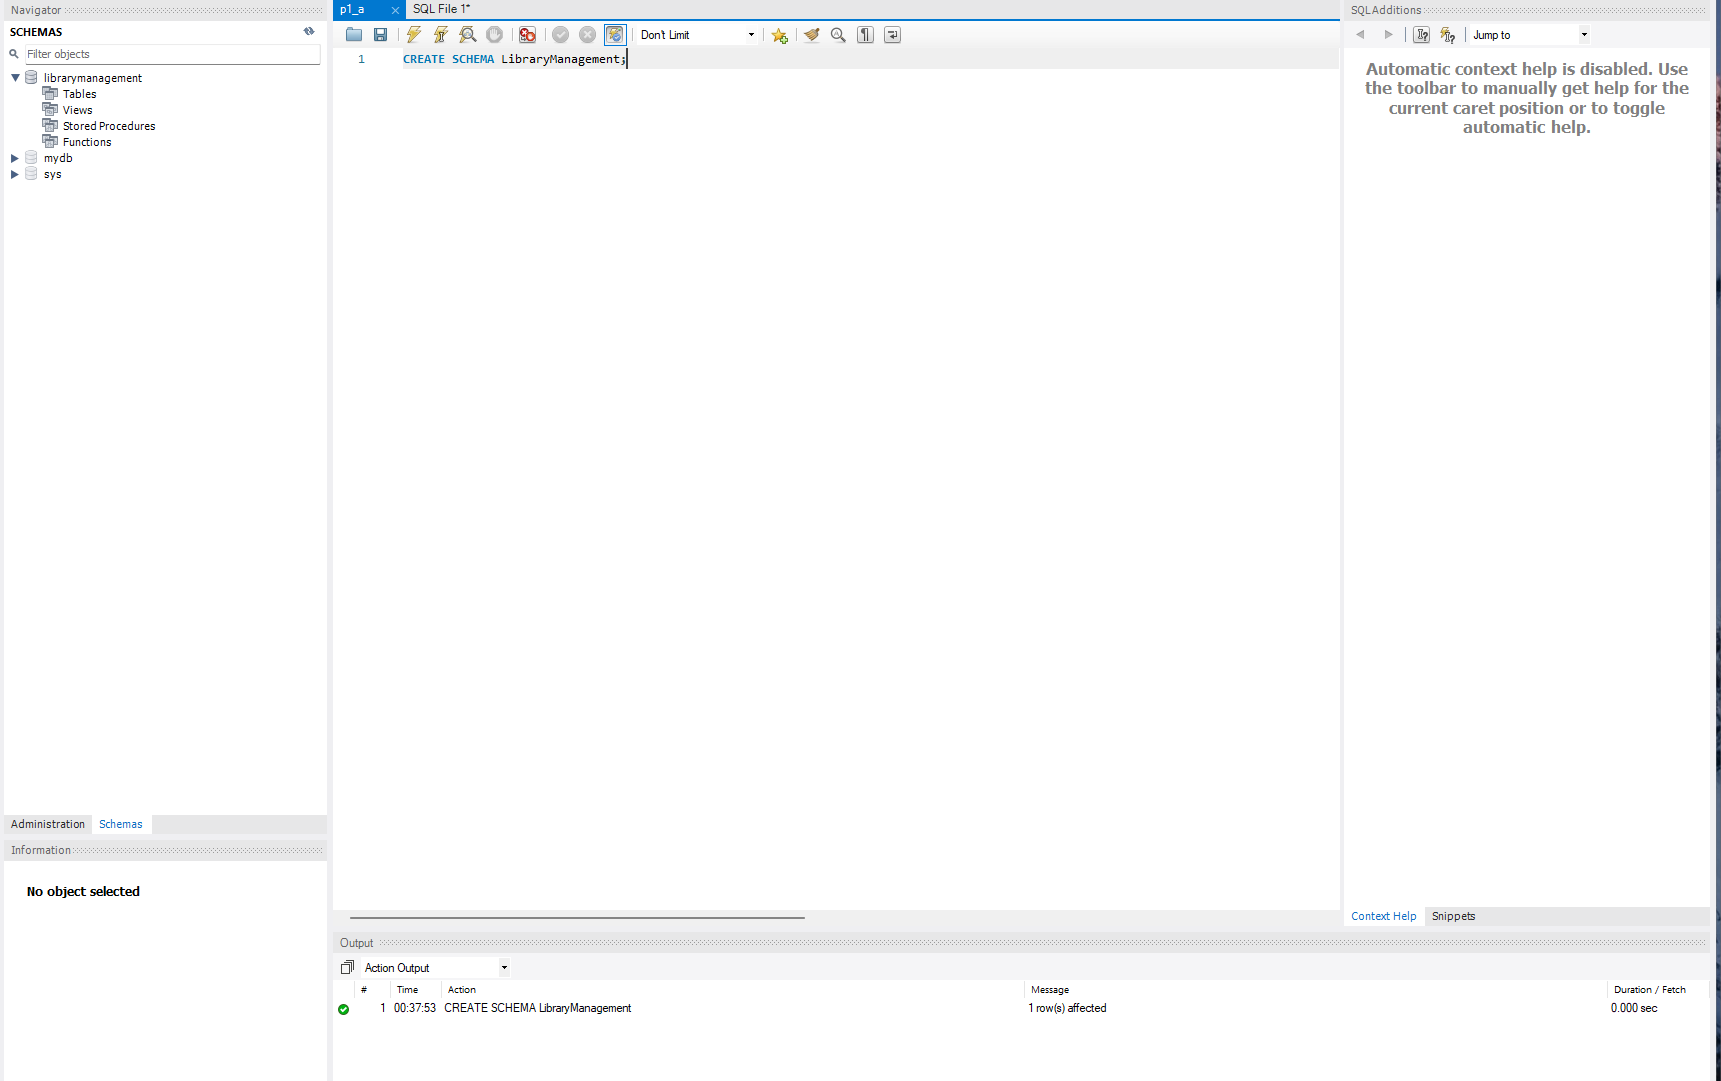 Navigator
SCHEMAS
Filter objects
librarymanagement
Tables
Views
Stored Procedures
Functions
mydb
sys
Administration Schemas
Information
No object selected
p1_a SQL File 1*
Don't Limit
1 CREATE SCHEMA LibraryManagement;
SQLAdditions
Jump to
Automatic context help is disabled. Use
the toolbar to manually get help for the
current caret position or to toggle
automatic help.
Context Help Snippets
Output
Action Output
# Time Action Message Duration / Fetch
1 00:37:53 CREATE SCHEMA LibraryManagement 1 row(s) affected 0.000 sec